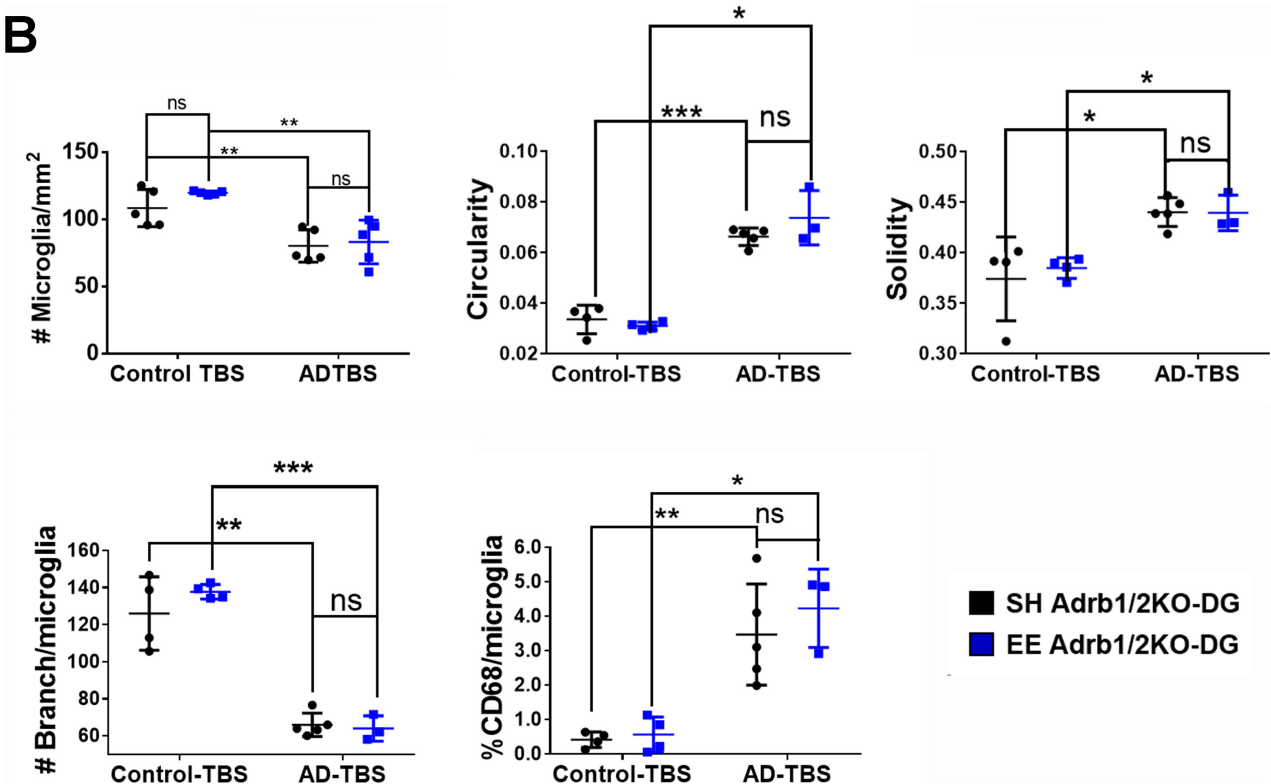 B
ns
**
**
ns
# Microglia/mm²
150
100
50
0
Control TBS
ADTBS
*
***
ns
Circularity
0.10
0.08
0.06
0.04
0.02
Control-TBS
AD-TBS
*
*
ns
Solidity
0.50
0.45
0.40
0.35
0.30
Control-TBS
AD-TBS
***
**
ns
# Branch/microglia
160
140
120
100
80
60
Control-TBS
AD-TBS
*
**
ns
%CD68/microglia
6.0
5.0
4.0
3.0
2.0
1.0
0.0
Control-TBS
AD-TBS
SH Adrb1/2KO-DG
EE Adrb1/2KO-DG